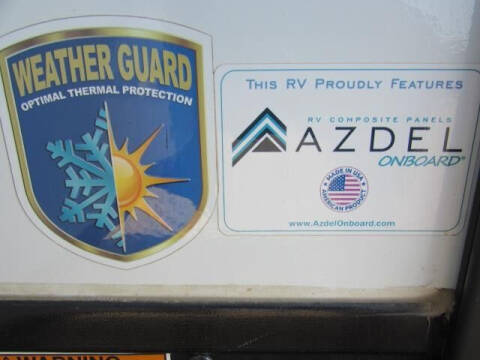 WEATHER GUARD
OPTIMAL THERMAL PROTECTION
THIS RV PROUDLY FEATURES
RV COMPOSITE PANELS
AZDEL
ONBOARD®
MADE IN USA
AMERICAN PRODUCT
www.AzdelOnboard.com
WARNING